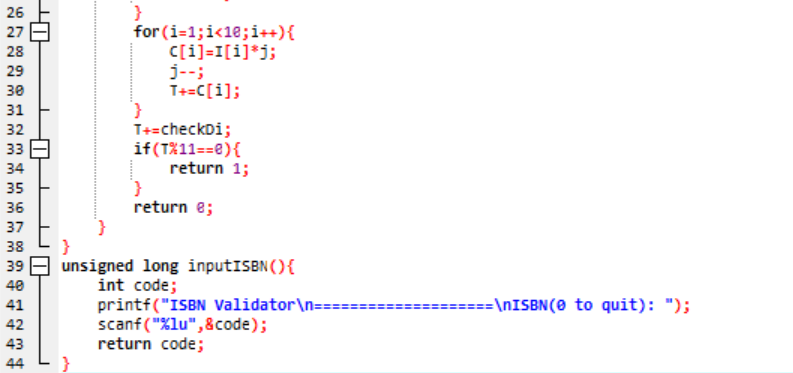 26 }
27 for(i=1;i<10;i++){
28 C[i]=I[i]*j;
29 j--;
30 T+=C[i];
31 }
32 T+=checkDi;
33 if(T%11==0){
34 return 1;
35 }
36 return 0;
37 }
38 }
39 unsigned long inputISBN(){
40 int code;
41 printf("ISBN Validator\n====================\nISBN(0 to quit): ");
42 scanf("%lu",&code);
43 return code;
44 }